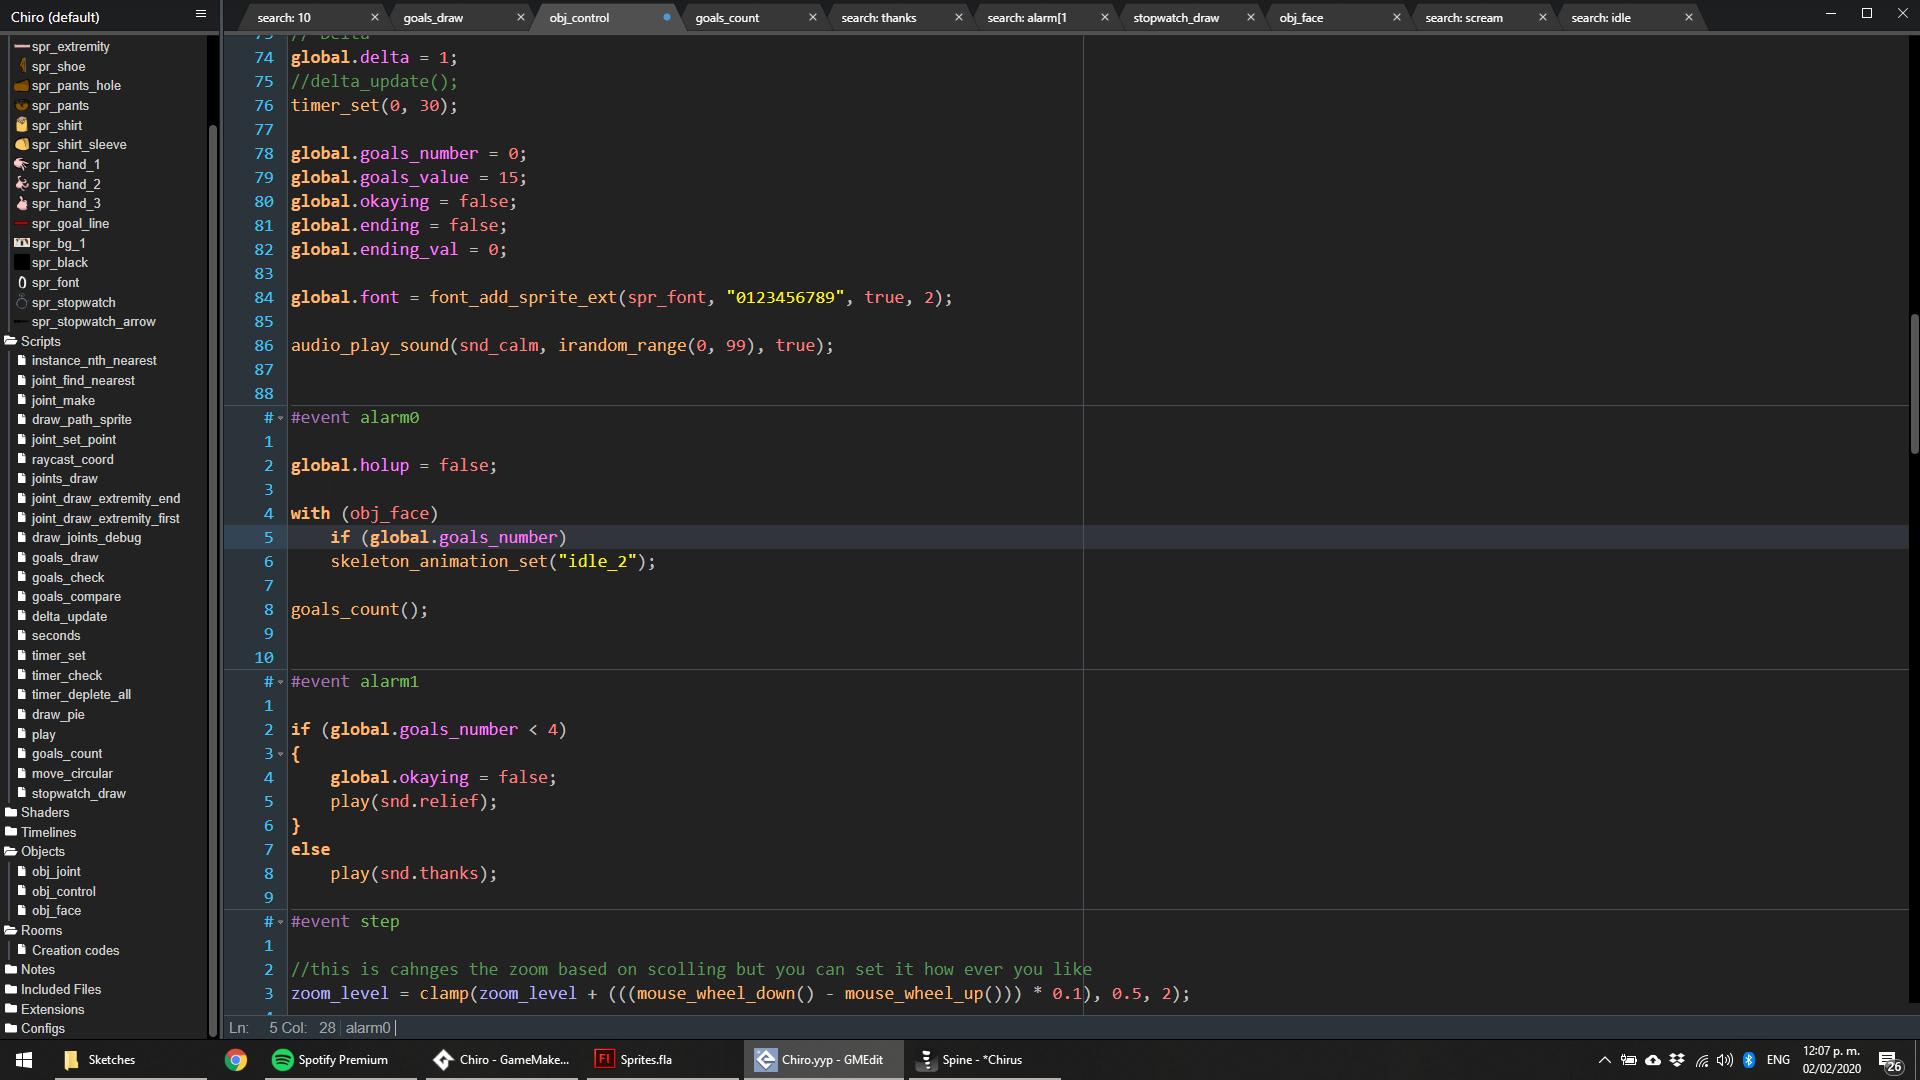 Chiro (default)
search: 10
goals_draw
obj_control
goals_count
search: thanks
search: alarm[1
stopwatch_draw
obj_face
search: scream
search: idle
spr_extremity
spr_shoe
spr_pants_hole
spr_pants
spr_shirt
spr_shirt_sleeve
spr_hand_1
spr_hand_2
spr_hand_3
spr_goal_line
spr_bg_1
spr_black
spr_font
spr_stopwatch
spr_stopwatch_arrow
Scripts
instance_nth_nearest
joint_find_nearest
joint_make
draw_path_sprite
joint_set_point
raycast_coord
joints_draw
joint_draw_extremity_end
joint_draw_extremity_first
draw_joints_debug
goals_draw
goals_check
goals_compare
delta_update
seconds
timer_set
timer_check
timer_deplete_all
draw_pie
play
goals_count
move_circular
stopwatch_draw
Shaders
Timelines
Objects
obj_joint
obj_control
obj_face
Rooms
Creation codes
Notes
Included Files
Extensions
Configs
73 // Delta
74 global.delta = 1;
75 //delta_update();
76 timer_set(0, 30);
77
78 global.goals_number = 0;
79 global.goals_value = 15;
80 global.okaying = false;
81 global.ending = false;
82 global.ending_val = 0;
83
84 global.font = font_add_sprite_ext(spr_font, "0123456789", true, 2);
85
86 audio_play_sound(snd_calm, irandom_range(0, 99), true);
87
88
# #event alarm0
1
2 global.holup = false;
3
4 with (obj_face)
5 if (global.goals_number)
6 skeleton_animation_set("idle_2");
7
8 goals_count();
9
10
# #event alarm1
1
2 if (global.goals_number < 4)
3 {
4 global.okaying = false;
5 play(snd.relief);
6 }
7 else
8 play(snd.thanks);
9
# #event step
1
2 //this is cahnges the zoom based on scolling but you can set it how ever you like
3 zoom_level = clamp(zoom_level + (((mouse_wheel_down() - mouse_wheel_up())) * 0.1), 0.5, 2);
Ln: 5 Col: 28 alarm0
Sketches
Spotify Premium
Chiro - GameMake...
Fl
Sprites.fla
Chiro.yyp - GMEdit
Spine - *Chirus
ENG
12:07 p. m.
02/02/2020
26